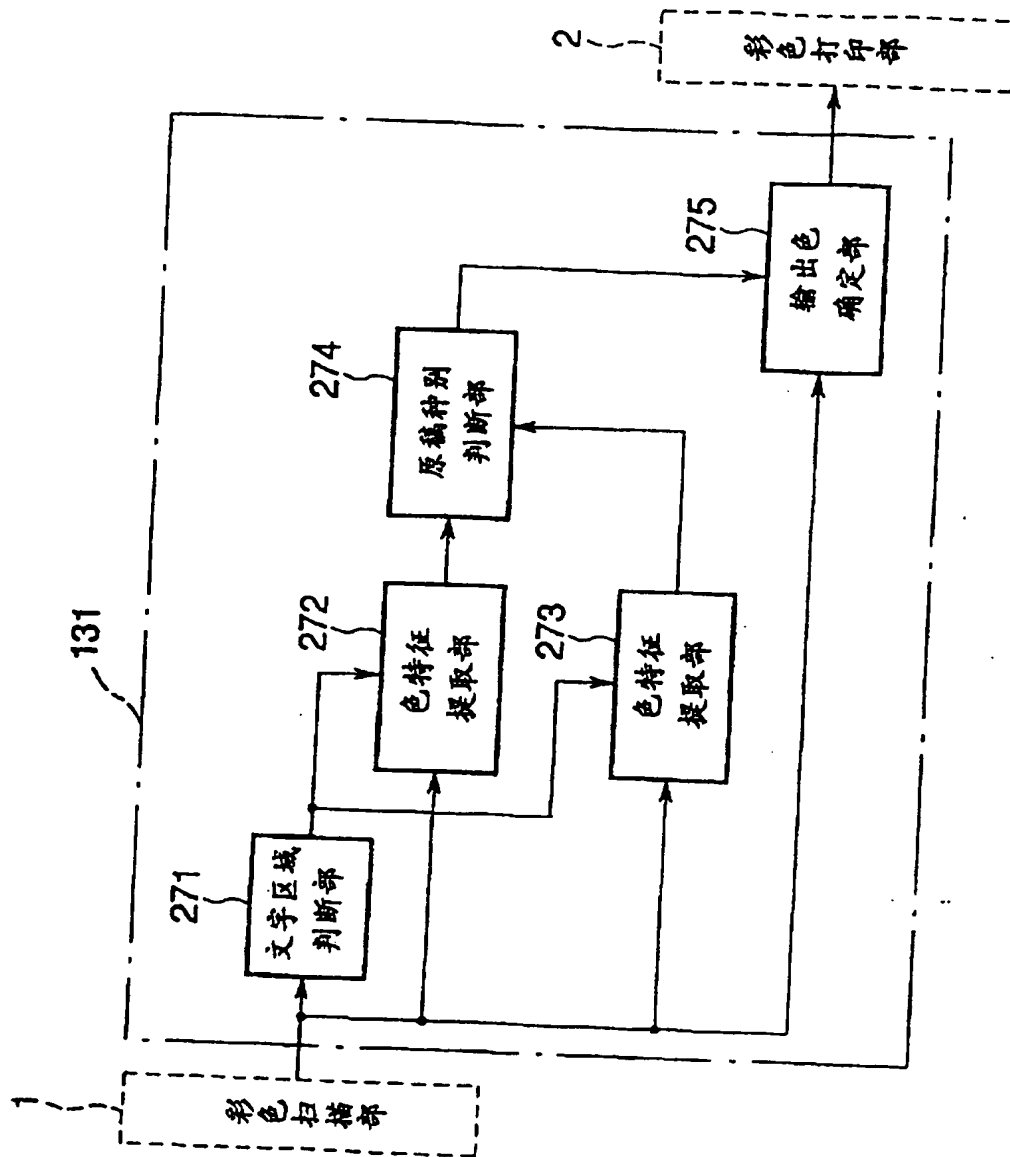 1
彩色扫描部
131
271
文字区域
判断部
272
色特征
提取部
273
色特征
提取部
274
原稿种别
判断部
275
输出色
确定部
2
彩色打印部